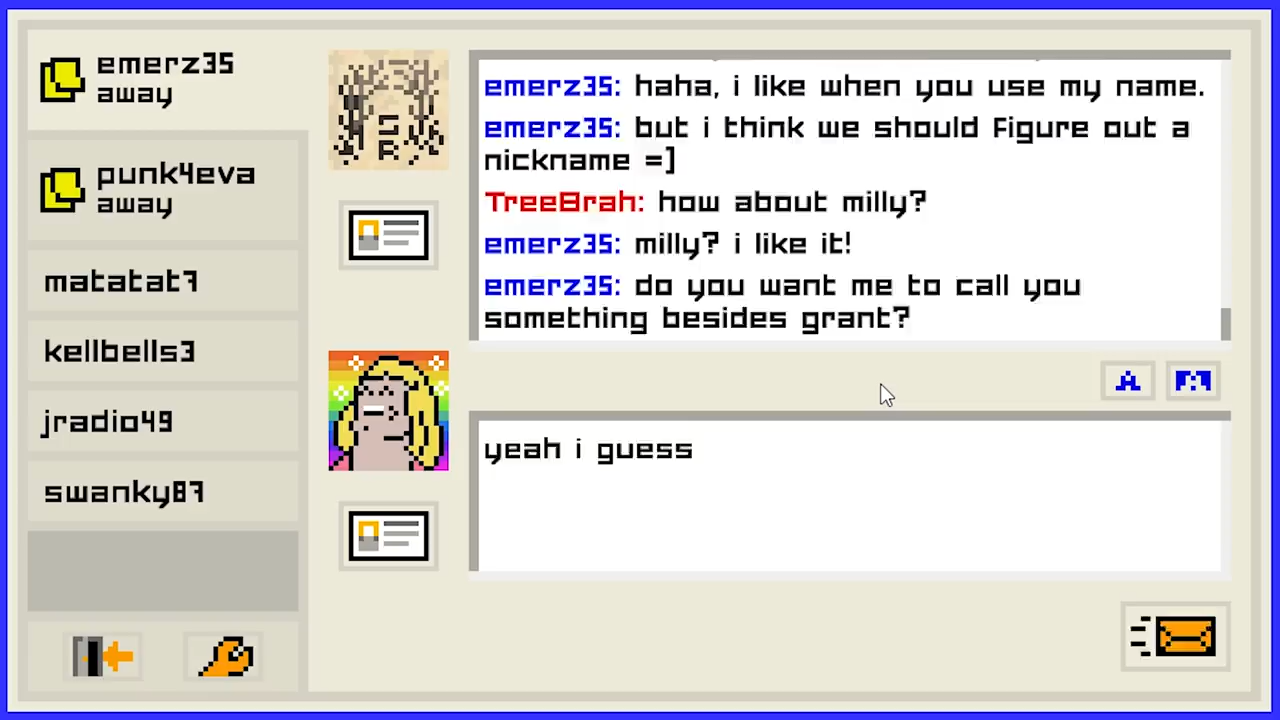 emerz35
away
punk4eva
away
matatat7
kellbells3
jradio49
swanky87
emerz35: haha, i like when you use my name.
emerz35: but i think we should figure out a
nickname =]
TreeBrah: how about milly?
emerz35: milly? i like it!
emerz35: do you want me to call you
something besides grant?
A
yeah i guess